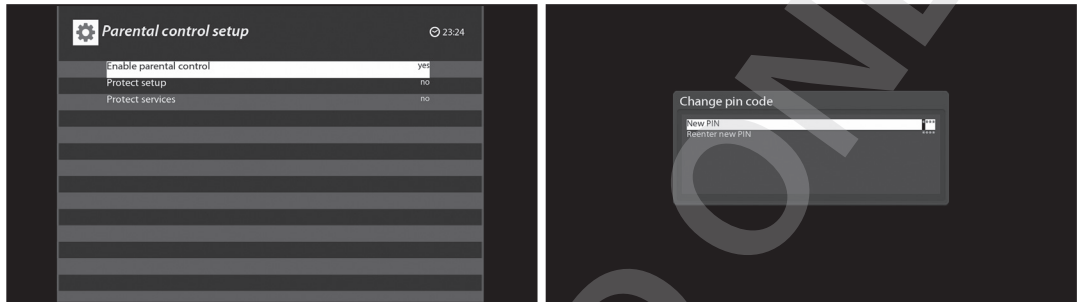 Parental control setup
23:24
Enable parental control yes
Protect setup no
Protect services no
Change pin code
New PIN ****
Reenter new PIN ****